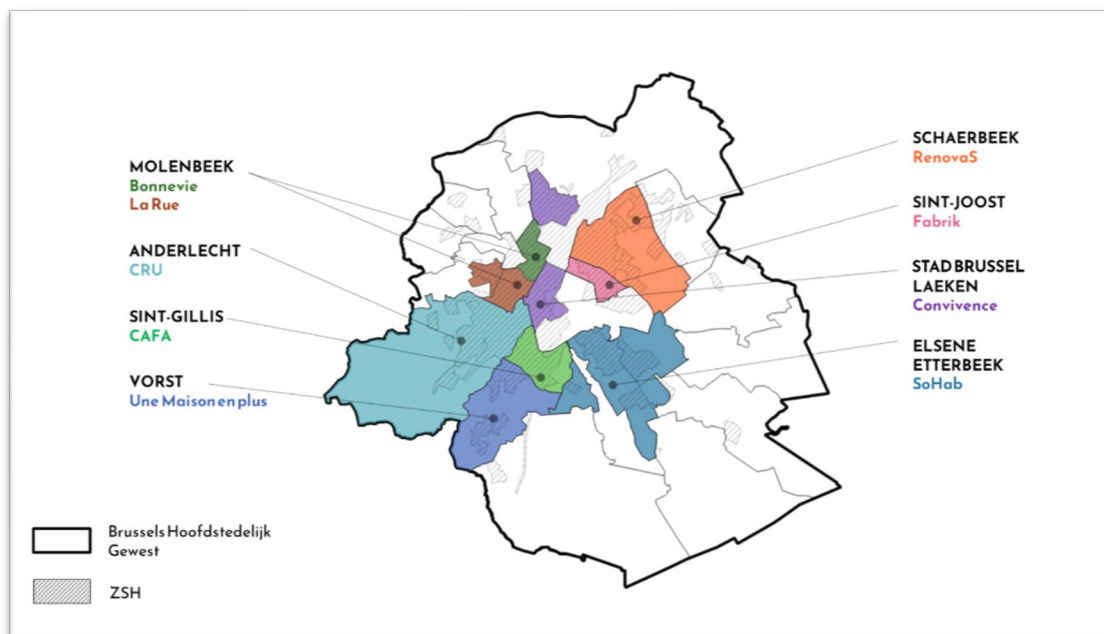 MOLENBEEK
Bonnevie
La Rue
ANDERLECHT
CRU
SINT-GILLIS
CAFA
VORST
Une Maison en plus
SCHAERBEEK
RenovaS
SINT-JOOST
Fabrik
STAD BRUSSEL
LAEKEN
Convivence
ELSENE
ETTERBEEK
SoHab
Brussels Hoofdstedelijk
Gewest
ZSH